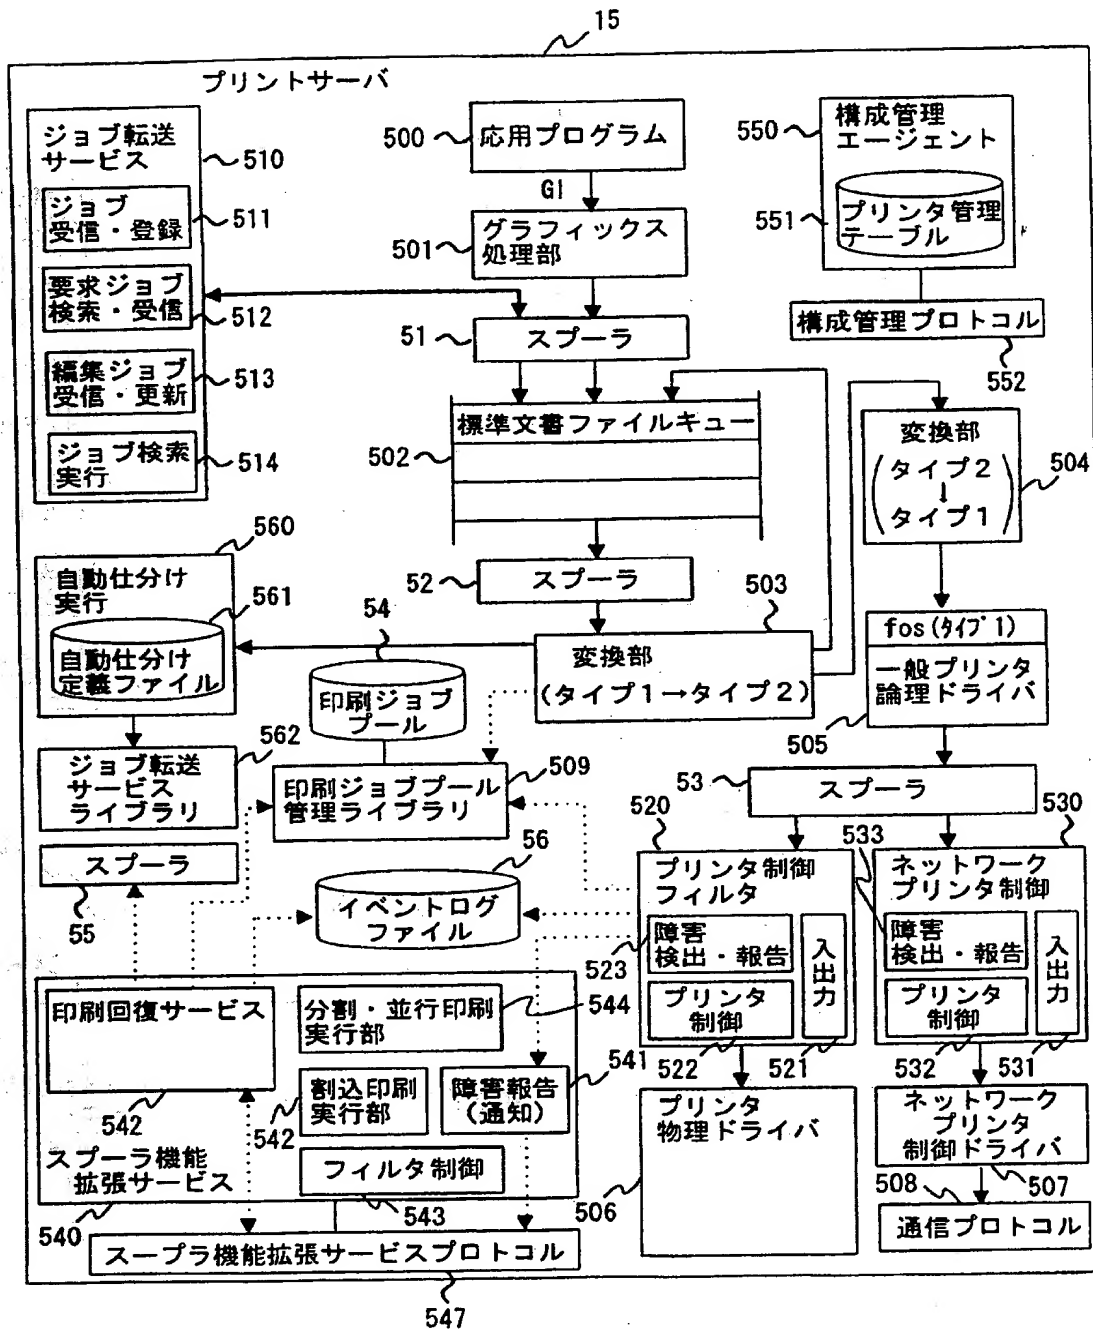 15
プリントサーバ
ジョブ転送
サービス
510
ジョブ
受信・登録
511
要求ジョブ
検索・受信
512
編集ジョブ
受信・更新
513
ジョブ検索
実行
514
500
応用プログラム
GI
501
グラフィックス
処理部
51
スプーラ
標準文書ファイルキュー
502
52
スプーラ
503
変換部
(タイプ1→タイプ2)
550
構成管理
エージェント
551
プリンタ管理
テーブル
構成管理プロトコル
552
変換部
(タイプ2
↓
タイプ1)
504
fos(タイプ1)
一般プリンタ
論理ドライバ
505
53
スプーラ
560
自動仕分け
実行
561
自動仕分け
定義ファイル
562
ジョブ転送
サービス
ライブラリ
スプーラ
55
54
印刷ジョブ
プール
509
印刷ジョブプール
管理ライブラリ
56
イベントログ
ファイル
520
プリンタ制御
フィルタ
障害
検出・報告
523
プリンタ
制御
入出力
522
521
533
530
ネットワーク
プリンタ制御
障害
検出・報告
プリンタ
制御
入出力
532
531
プリンタ
物理ドライバ
506
ネットワーク
プリンタ
制御ドライバ
507
508
通信プロトコル
印刷回復サービス
542
分割・並行印刷
実行部
544
割込印刷
実行部
542
障害報告
(通知)
541
フィルタ制御
543
スプーラ機能
拡張サービス
540
スープラ機能拡張サービスプロトコル
547